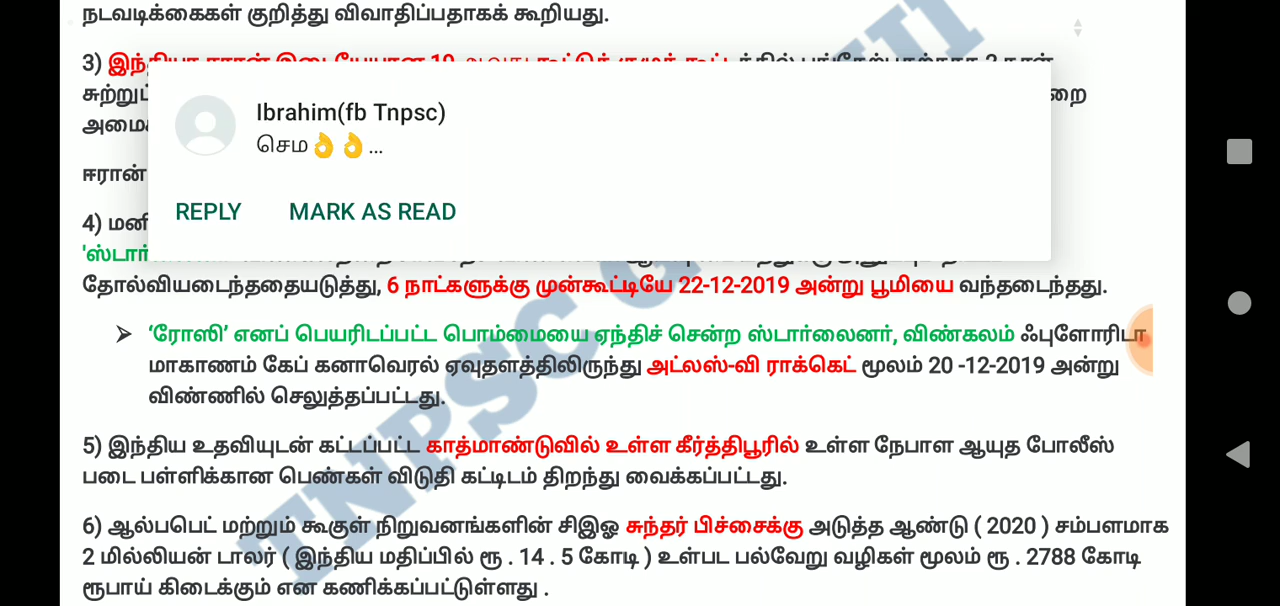 நடவடிக்கைகள் குறித்து விவாதிப்பதாகக் கூறியது.
3) இந்தியா ஈரான் இடையேயான 19
சுற்றுப் றை
அமைச்
Ibrahim(fb Tnpsc)
செம👌👌...
ஈரான்
REPLY MARK AS READ
4) மனி
'ஸ்டார்
தோல்வியடைந்ததையடுத்து, 6 நாட்களுக்கு முன்கூட்டியே 22-12-2019 அன்று பூமியை வந்தடைந்தது.
➢ ‘ரோஸி’ எனப் பெயரிடப்பட்ட பொம்மையை ஏந்திச் சென்ற ஸ்டார்லைனர், விண்கலம் ஃபுளோரிடா
மாகாணம் கேப் கனாவெரல் ஏவுதளத்திலிருந்து அட்லஸ்-வி ராக்கெட் மூலம் 20 -12-2019 அன்று
விண்ணில் செலுத்தப்பட்டது.
5) இந்திய உதவியுடன் கட்டப்பட்ட காத்மாண்டுவில் உள்ள கீர்த்திபூரில் உள்ள நேபாள ஆயுத போலீஸ்
படை பள்ளிக்கான பெண்கள் விடுதி கட்டிடம் திறந்து வைக்கப்பட்டது.
6) ஆல்பபெட் மற்றும் கூகுள் நிறுவனங்களின் சிஇஓ சுந்தர் பிச்சைக்கு அடுத்த ஆண்டு ( 2020 ) சம்பளமாக
2 மில்லியன் டாலர் ( இந்திய மதிப்பில் ரூ . 14 . 5 கோடி ) உள்பட பல்வேறு வழிகள் மூலம் ரூ . 2788 கோடி
ரூபாய் கிடைக்கும் என கணிக்கப்பட்டுள்ளது .
TNPSC